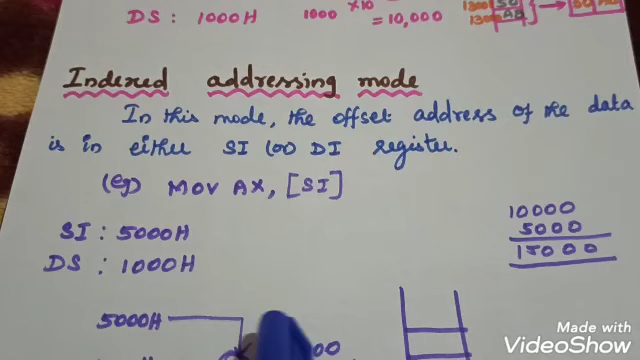 DS : 1000H
1000 ×10
= 10,000
Indexed addressing mode
In this mode, the offset address of the data
is in either SI (or) DI register.
(eg) MOV AX, [SI]
10000
SI : 5000H
5000
15000
DS : 1000H
5000H
Made with
VideoShow